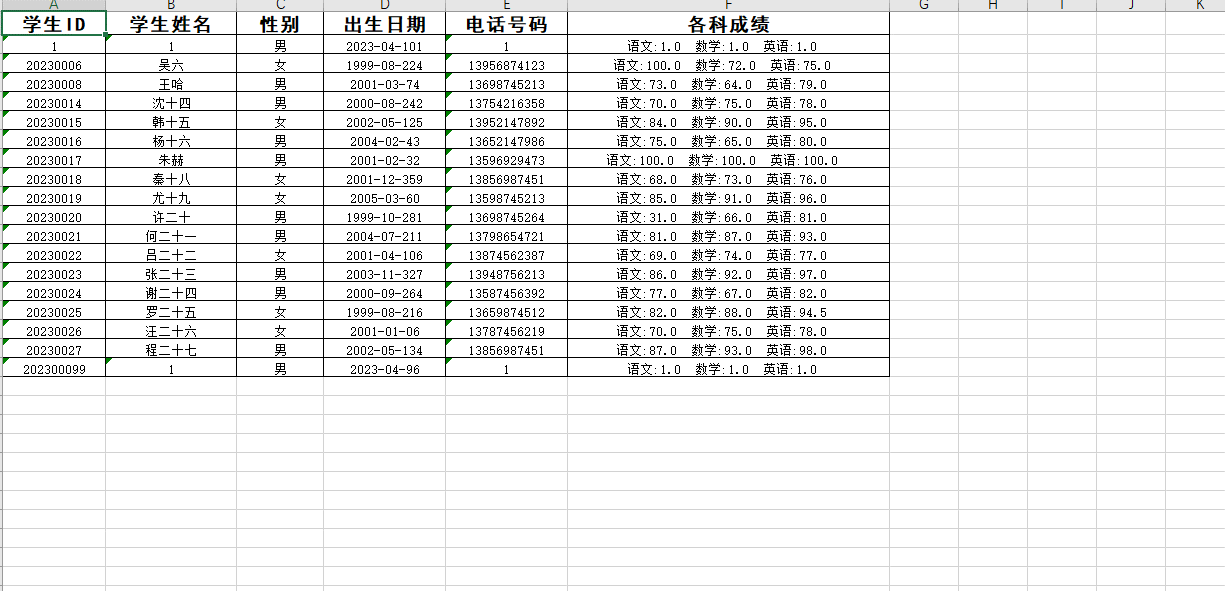 A B C D E F G H I J K
学生ID 学生姓名 性别 出生日期 电话号码 各科成绩
1 1 男 2023-04-101 1 语文:1.0 数学:1.0 英语:1.0
20230006 吴六 女 1999-08-224 13956874123 语文:100.0 数学:72.0 英语:75.0
20230008 王哈 男 2001-03-74 13698745213 语文:73.0 数学:64.0 英语:79.0
20230014 沈十四 男 2000-08-242 13754216358 语文:70.0 数学:75.0 英语:78.0
20230015 韩十五 女 2002-05-125 13952147892 语文:84.0 数学:90.0 英语:95.0
20230016 杨十六 男 2004-02-43 13652147986 语文:75.0 数学:65.0 英语:80.0
20230017 朱赫 男 2001-02-32 13596929473 语文:100.0 数学:100.0 英语:100.0
20230018 秦十八 女 2001-12-359 13856987451 语文:68.0 数学:73.0 英语:76.0
20230019 尤十九 女 2005-03-60 13598745213 语文:85.0 数学:91.0 英语:96.0
20230020 许二十 男 1999-10-281 13698745264 语文:31.0 数学:66.0 英语:81.0
20230021 何二十一 男 2004-07-211 13798654721 语文:81.0 数学:87.0 英语:93.0
20230022 吕二十二 女 2001-04-106 13874562387 语文:69.0 数学:74.0 英语:77.0
20230023 张二十三 男 2003-11-327 13948756213 语文:86.0 数学:92.0 英语:97.0
20230024 谢二十四 男 2000-09-264 13587456392 语文:77.0 数学:67.0 英语:82.0
20230025 罗二十五 女 1999-08-216 13659874512 语文:82.0 数学:88.0 英语:94.5
20230026 汪二十六 女 2001-01-06 13787456219 语文:70.0 数学:75.0 英语:78.0
20230027 程二十七 男 2002-05-134 13856987451 语文:87.0 数学:93.0 英语:98.0
202300099 1 男 2023-04-96 1 语文:1.0 数学:1.0 英语:1.0